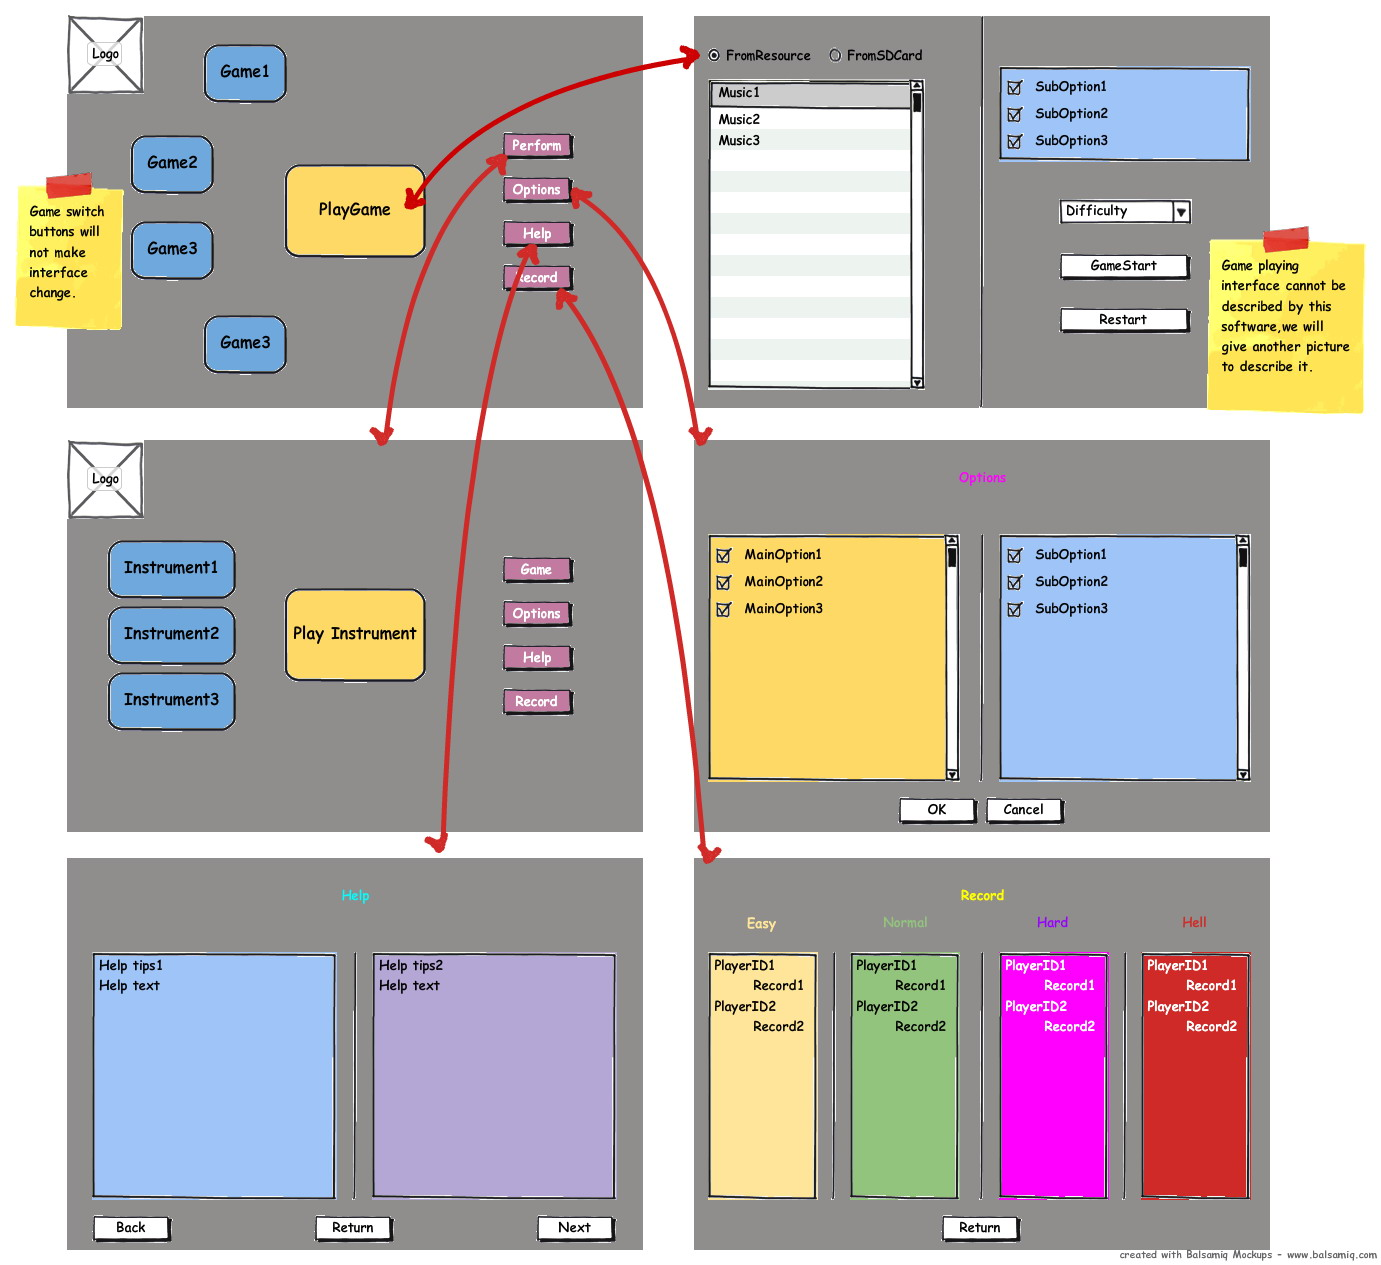 Logo
Game1
Game2
Game3
Game3
PlayGame
Perform
Options
Help
Record
Game switch
buttons will
not make
interface
change.
FromResource
FromSDCard
Music1
Music2
Music3
SubOption1
SubOption2
SubOption3
Difficulty
GameStart
Restart
Game playing
interface cannot be
described by this
software,we will
give another picture
to describe it.
Logo
Instrument1
Instrument2
Instrument3
Play Instrument
Game
Options
Help
Record
Options
MainOption1
MainOption2
MainOption3
SubOption1
SubOption2
SubOption3
OK
Cancel
Help
Help tips1
Help text
Help tips2
Help text
Back
Return
Next
Record
Easy
Normal
Hard
Hell
PlayerID1
Record1
PlayerID2
Record2
PlayerID1
Record1
PlayerID2
Record2
PlayerID1
Record1
PlayerID2
Record2
PlayerID1
Record1
PlayerID2
Record2
Return
created with Balsamiq Mockups - www.balsamiq.com